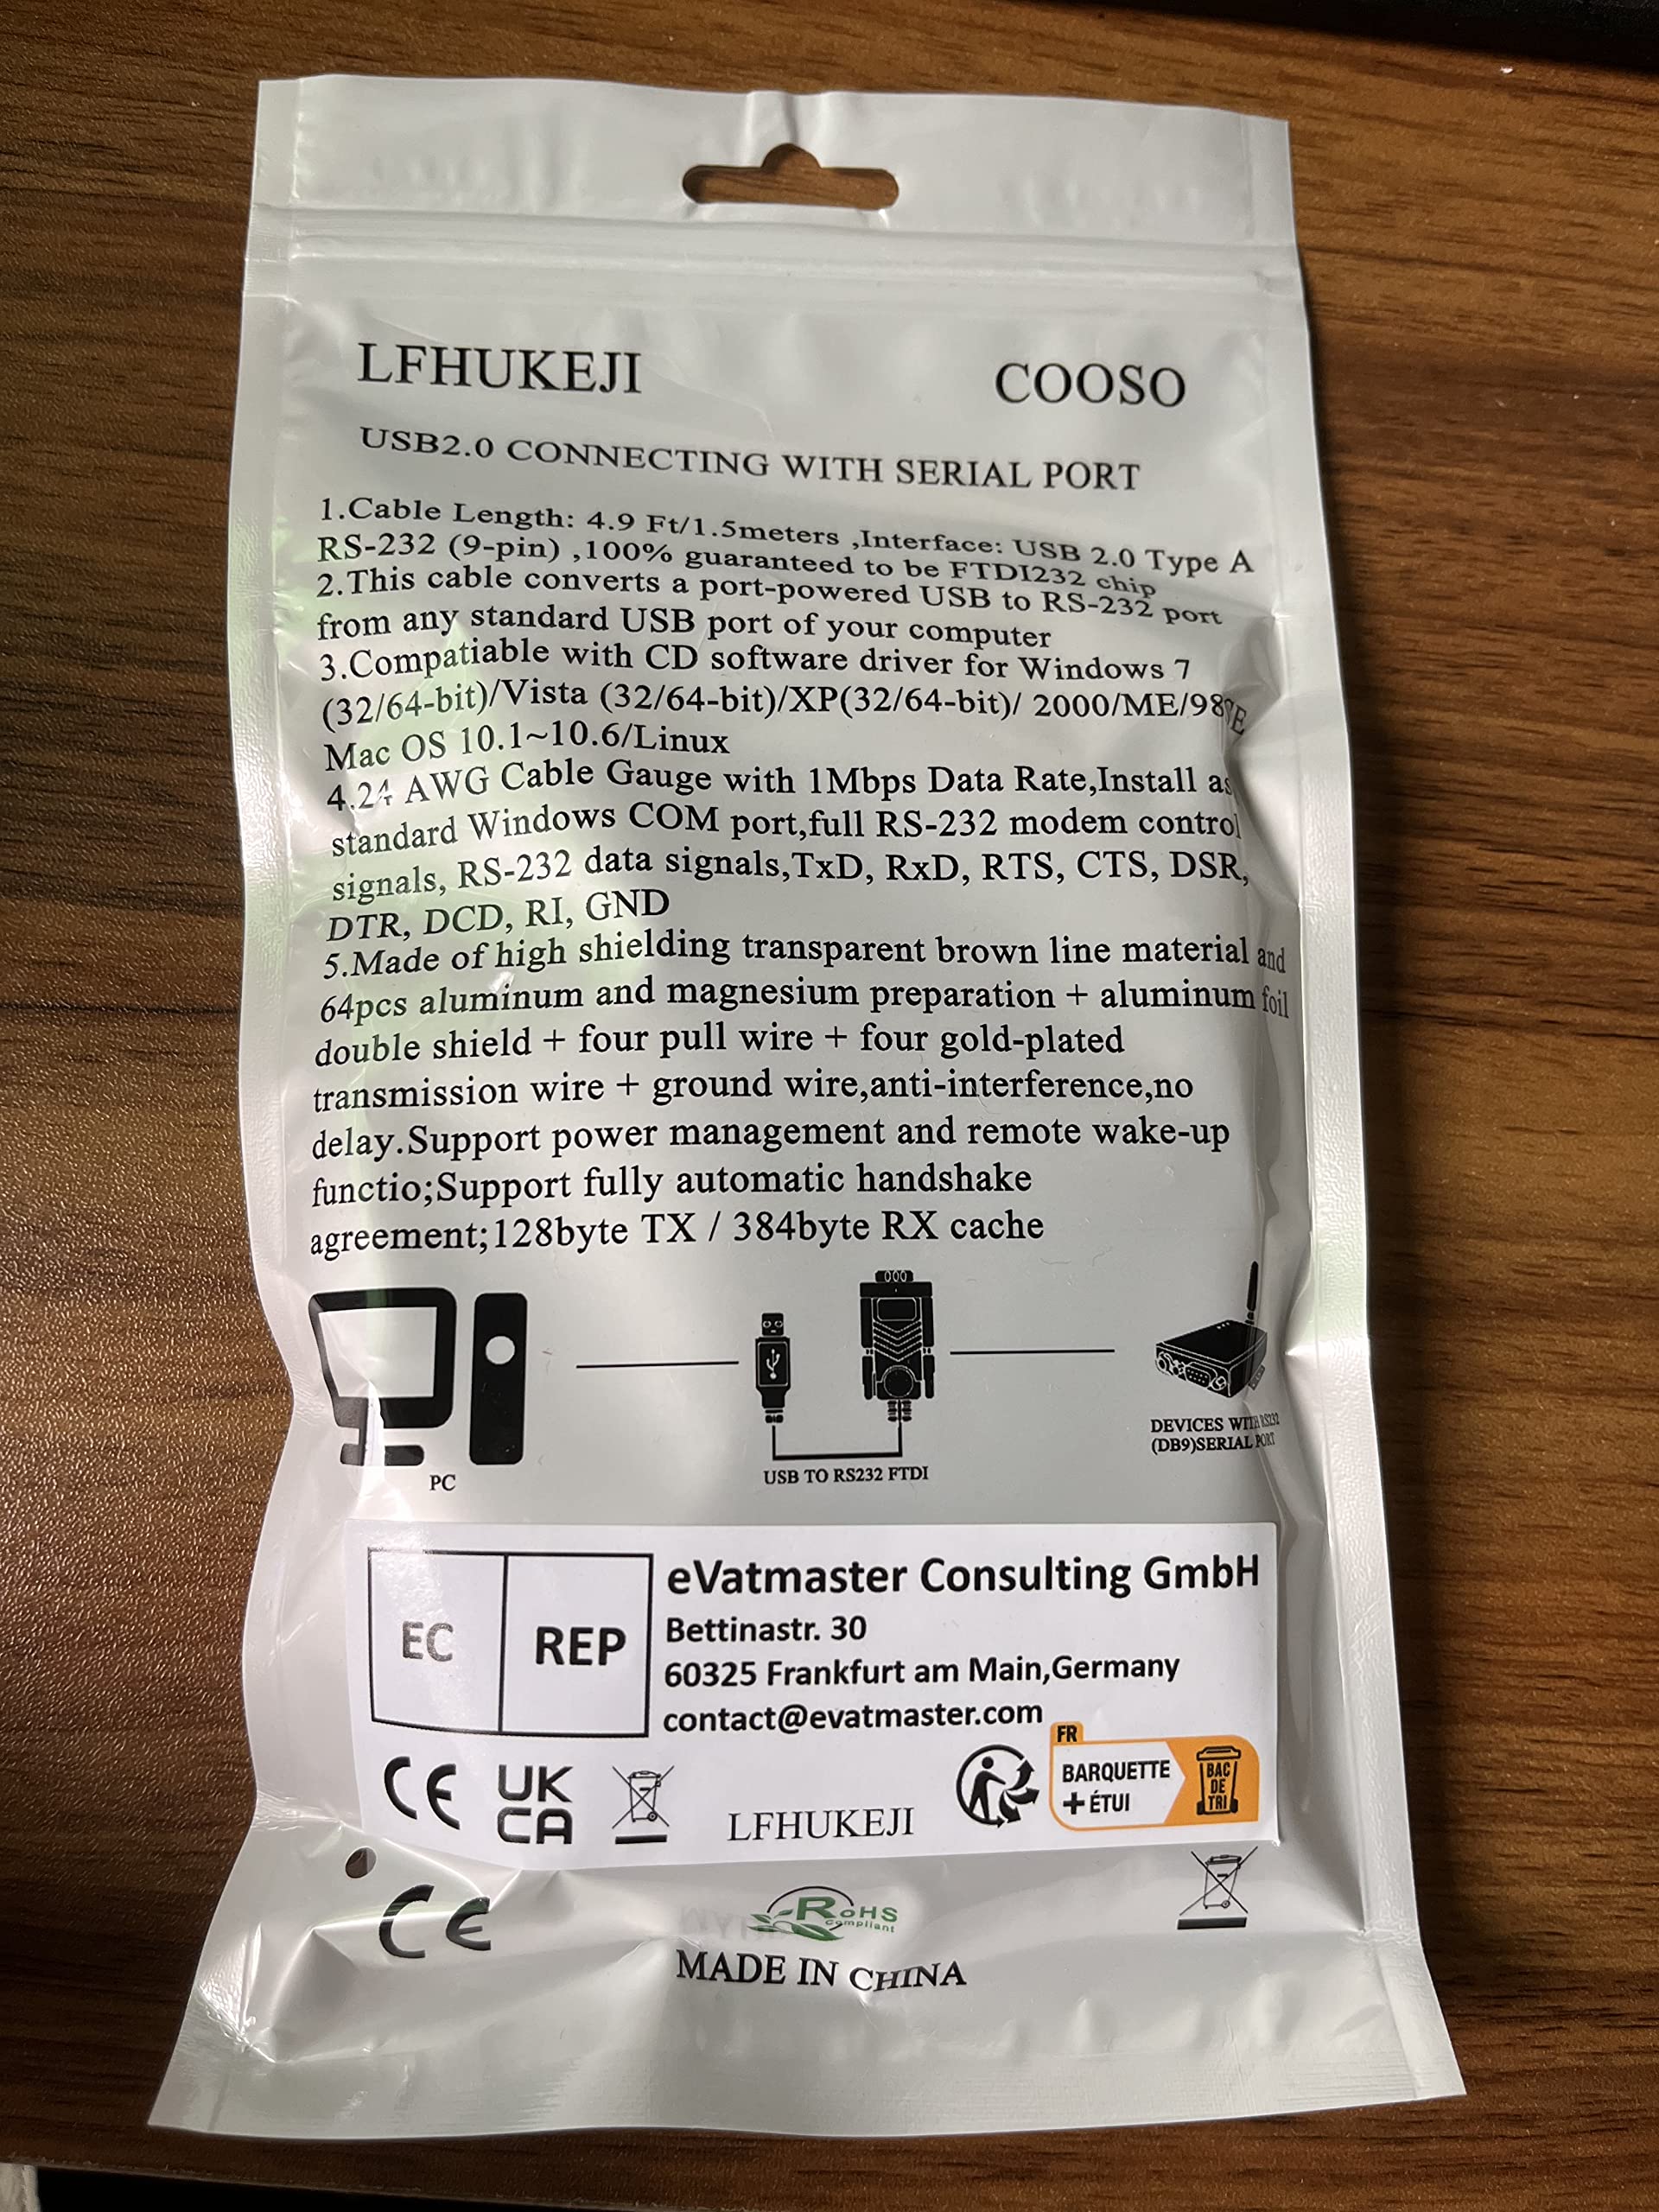 LFHUKEJI
COOSO
USB2.0 CONNECTING WITH SERIAL PORT
1.Cable Length: 4.9 Ft/1.5meters ,Interface: USB 2.0 Type A
RS-232 (9-pin) ,100% guaranteed to be FTDI232 chip
2.This cable converts a port-powered USB to RS-232 port
from any standard USB port of your computer
3.Compatiable with CD software driver for Windows 7
(32/64-bit)/Vista (32/64-bit)/XP(32/64-bit)/ 2000/ME/98
Mac OS 10.1~10.6/Linux
4.24 AWG Cable Gauge with 1Mbps Data Rate,Install as
standard Windows COM port,full RS-232 modem control
signals, RS-232 data signals,TxD, RxD, RTS, CTS, DSR,
DTR, DCD, RI, GND
5.Made of high shielding transparent brown line material and
64pcs aluminum and magnesium preparation + aluminum foil
double shield + four pull wire + four gold-plated
transmission wire + ground wire,anti-interference,no
delay.Support power management and remote wake-up
functio;Support fully automatic handshake
agreement;128byte TX / 384byte RX cache
PC
USB TO RS232 FTDI
DEVICES WITH RS232
(DB9)SERIAL PORT
EC REP
eVatmaster Consulting GmbH
Bettinastr. 30
60325 Frankfurt am Main,Germany
contact@evatmaster.com
CE
UK
CA
LFHUKEJI
FR
BARQUETTE
+ ÉTUI
BAC
DE
TRI
CE
RoHS
Compliant
MADE IN CHINA